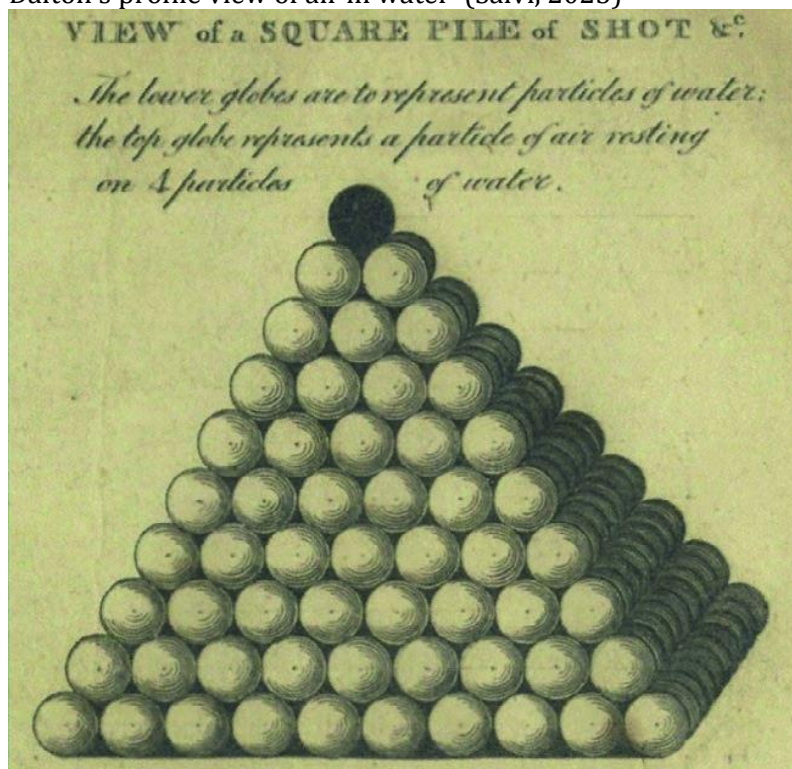 Dalton's profile view of air in water (Salvi, 2023)
VIEW of a SQUARE PILE of SHOT &c.
The lower globes are to represent particles of water;
the top globe represents a particle of air resting
on 4 particles of water.